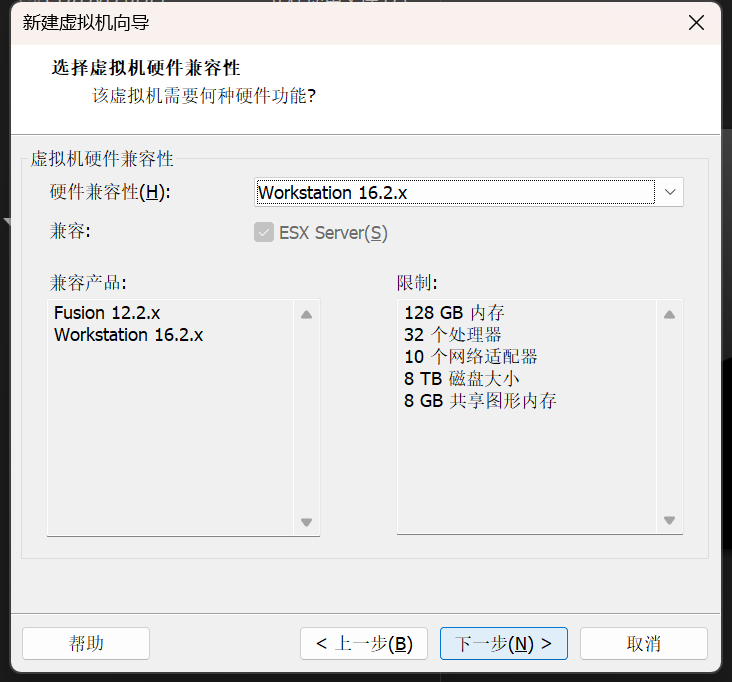 新建虚拟机向导
选择虚拟机硬件兼容性
该虚拟机需要何种硬件功能?
虚拟机硬件兼容性
硬件兼容性(H): Workstation 16.2.x
兼容: ESX Server(S)
兼容产品:
Fusion 12.2.x
Workstation 16.2.x
限制:
128 GB 内存
32 个处理器
10 个网络适配器
8 TB 磁盘大小
8 GB 共享图形内存
帮助
< 上一步(B)
下一步(N) >
取消